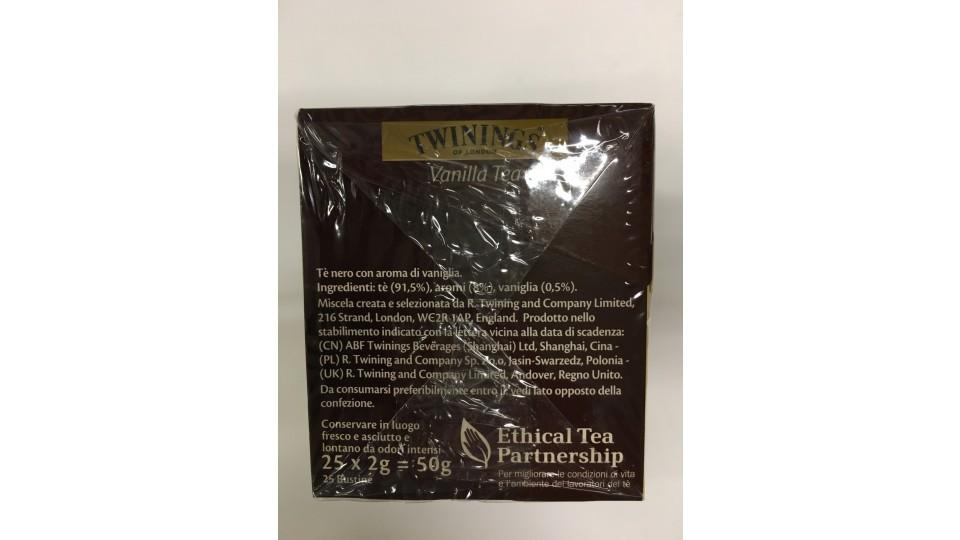 TWININGS
OF LONDON
Vanilla Tea
Tè nero con aroma di vaniglia.
Ingredienti: tè (91,5%), aromi (8%), vaniglia (0,5%).
Miscela creata e selezionata da R. Twining and Company Limited,
216 Strand, London, WC2R 1AP, England. Prodotto nello
stabilimento indicato con la lettera vicina alla data di scadenza:
(CN) ABF Twinings Beverages (Shanghai) Ltd, Shanghai, Cina -
(PL) R. Twining and Company Sp. z o.o, Jasin-Swarzedz, Polonia -
(UK) R. Twining and Company Limited, Andover, Regno Unito.
Da consumarsi preferibilmente entro il: vedi lato opposto della
confezione.
Conservare in luogo
fresco e asciutto e
lontano da odori intensi
25 x 2g = 50g
25 Bustine
Ethical Tea
Partnership
Per migliorare le condizioni di vita
e l'ambiente dei lavoratori del tè